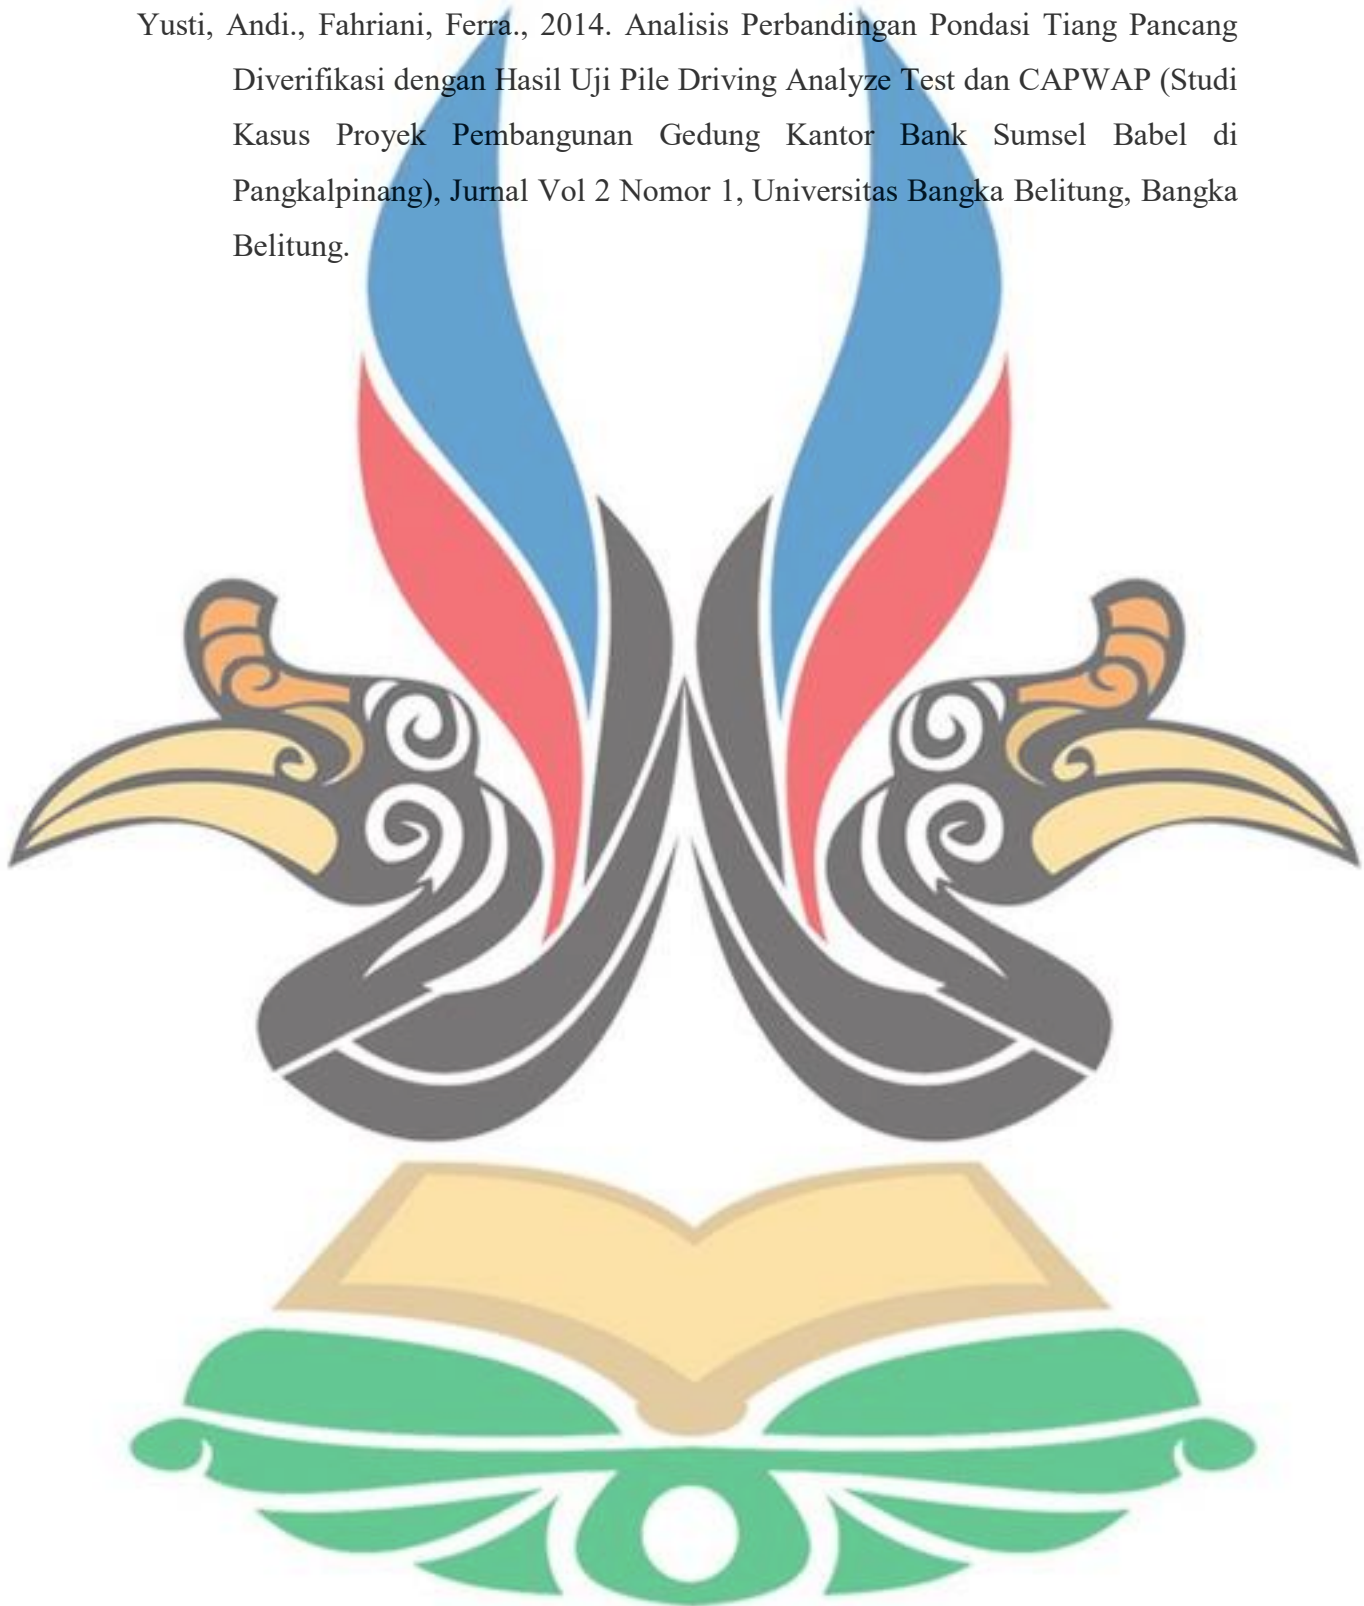 Yusti, Andi., Fahriani, Ferra., 2014. Analisis Perbandingan Pondasi Tiang Pancang
Diverifikasi dengan Hasil Uji Pile Driving Analyze Test dan CAPWAP (Studi
Kasus Proyek Pembangunan Gedung Kantor Bank Sumsel Babel di
Pangkalpinang), Jurnal Vol 2 Nomor 1, Universitas Bangka Belitung, Bangka
Belitung.